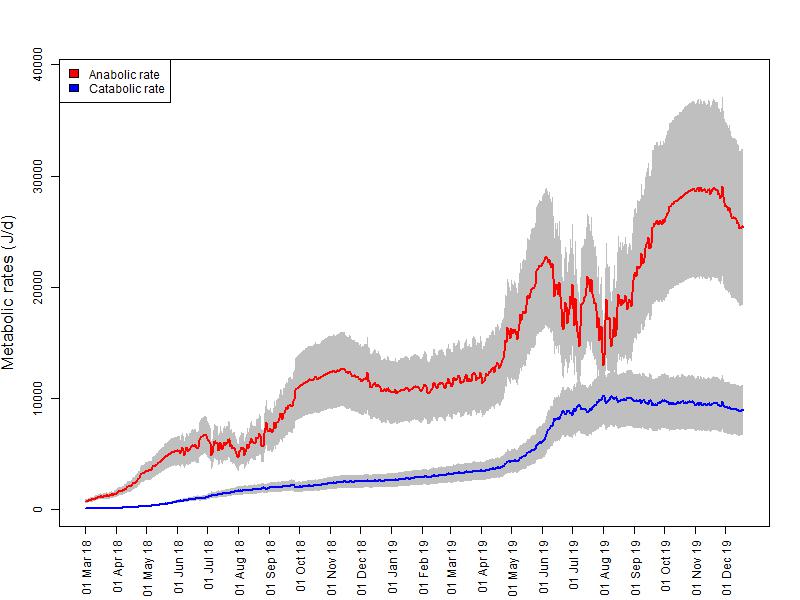 Anabolic rate
Catabolic rate
Metabolic rates (J/d)
40000
30000
20000
10000
0
01 Mar 18
01 Apr 18
01 May 18
01 Jun 18
01 Jul 18
01 Aug 18
01 Sep 18
01 Oct 18
01 Nov 18
01 Dec 18
01 Jan 19
01 Feb 19
01 Mar 19
01 Apr 19
01 May 19
01 Jun 19
01 Jul 19
01 Aug 19
01 Sep 19
01 Oct 19
01 Nov 19
01 Dec 19